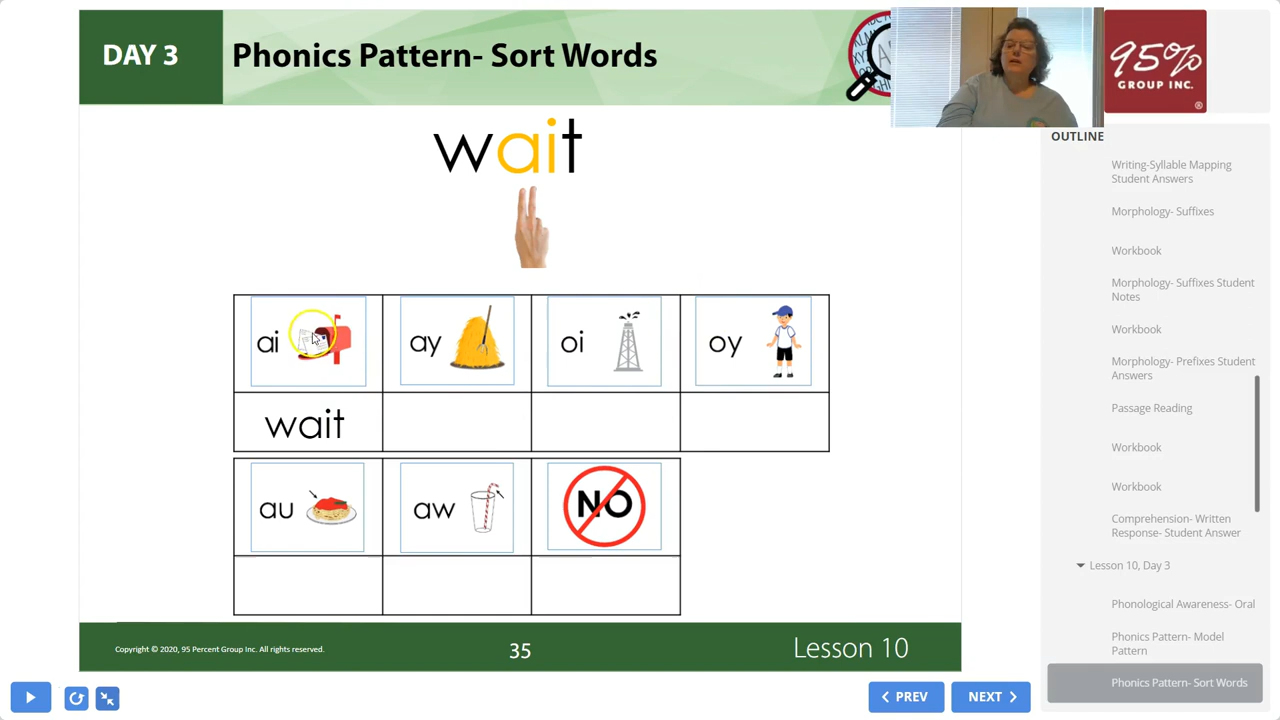 DAY 3
Phonics Pattern- Sort Words
95%
GROUP INC.
®
wait
ai
ay
oi
oy
wait
au
aw
NO
Copyright © 2020, 95 Percent Group Inc. All rights reserved.
35
Lesson 10
OUTLINE
Writing-Syllable Mapping
Student Answers
Morphology- Suffixes
Workbook
Morphology- Suffixes Student
Notes
Workbook
Morphology- Prefixes Student
Answers
Passage Reading
Workbook
Workbook
Comprehension- Written
Response- Student Answer
Lesson 10, Day 3
Phonological Awareness- Oral
Phonics Pattern- Model
Pattern
Phonics Pattern- Sort Words
PREV
NEXT